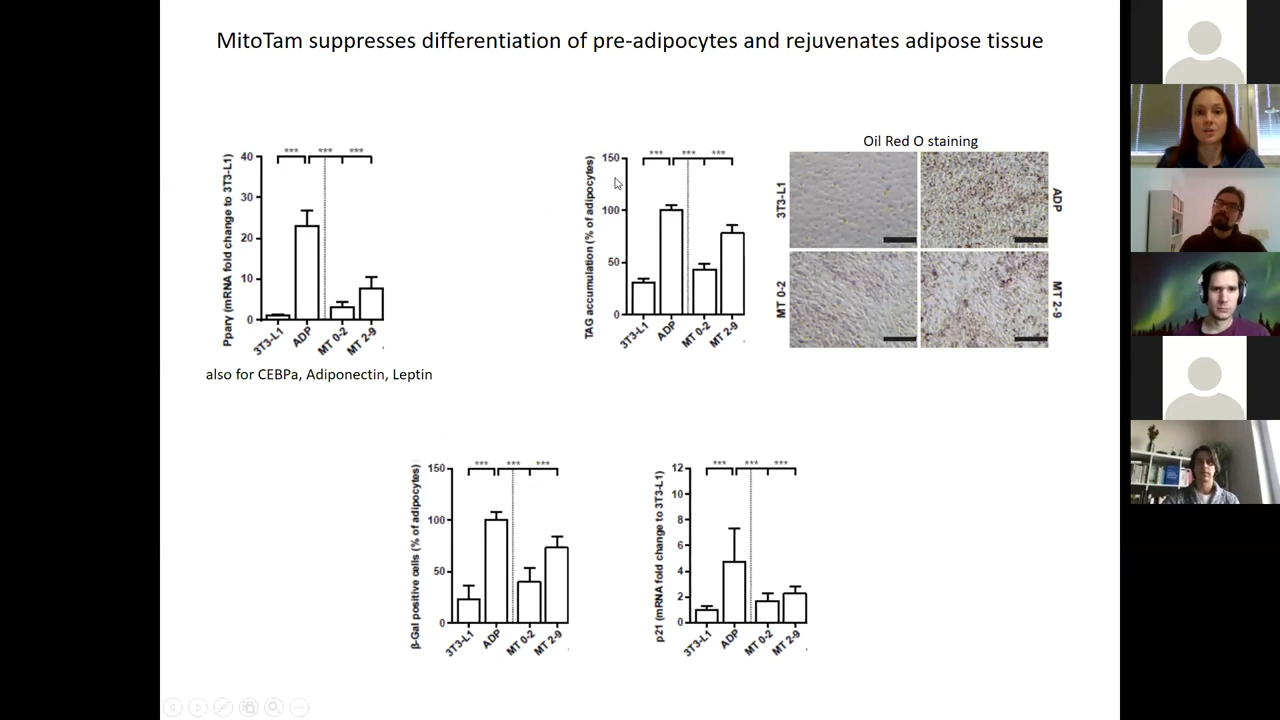 MitoTam suppresses differentiation of pre-adipocytes and rejuvenates adipose tissue
Pparγ (mRNA fold change to 3T3-L1)
40
30
20
10
0
*** *** ***
3T3-L1 ADP MT 0-2 MT 2-9
also for CEBPa, Adiponectin, Leptin
TAG accumulation (% of adipocytes)
150
100
50
0
*** *** ***
3T3-L1 ADP MT 0-2 MT 2-9
Oil Red O staining
3T3-L1
ADP
MT 0-2
MT 2-9
β-Gal positive cells (% of adipocytes)
150
100
50
0
*** *** ***
3T3-L1 ADP MT 0-2 MT 2-9
p21 (mRNA fold change to 3T3-L1)
12
10
8
6
4
2
0
*** *** ***
3T3-L1 ADP MT 0-2 MT 2-9